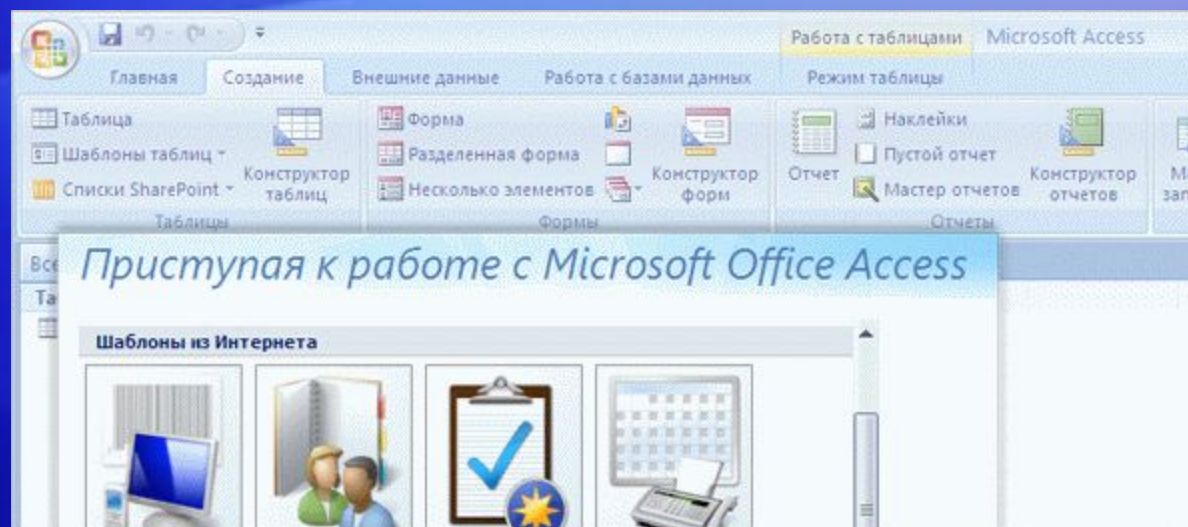 Работа с таблицами Microsoft Access
Главная Создание Внешние данные Работа с базами данных Режим таблицы
Таблица
Шаблоны таблиц
Списки SharePoint
Конструктор
таблиц
Таблицы
Форма
Разделенная форма
Несколько элементов
Конструктор
форм
Формы
Отчет
Наклейки
Пустой отчет
Мастер отчетов
Конструктор
отчетов
Отчеты
Все
Приступая к работе с Microsoft Office Access
Шаблоны из Интернета